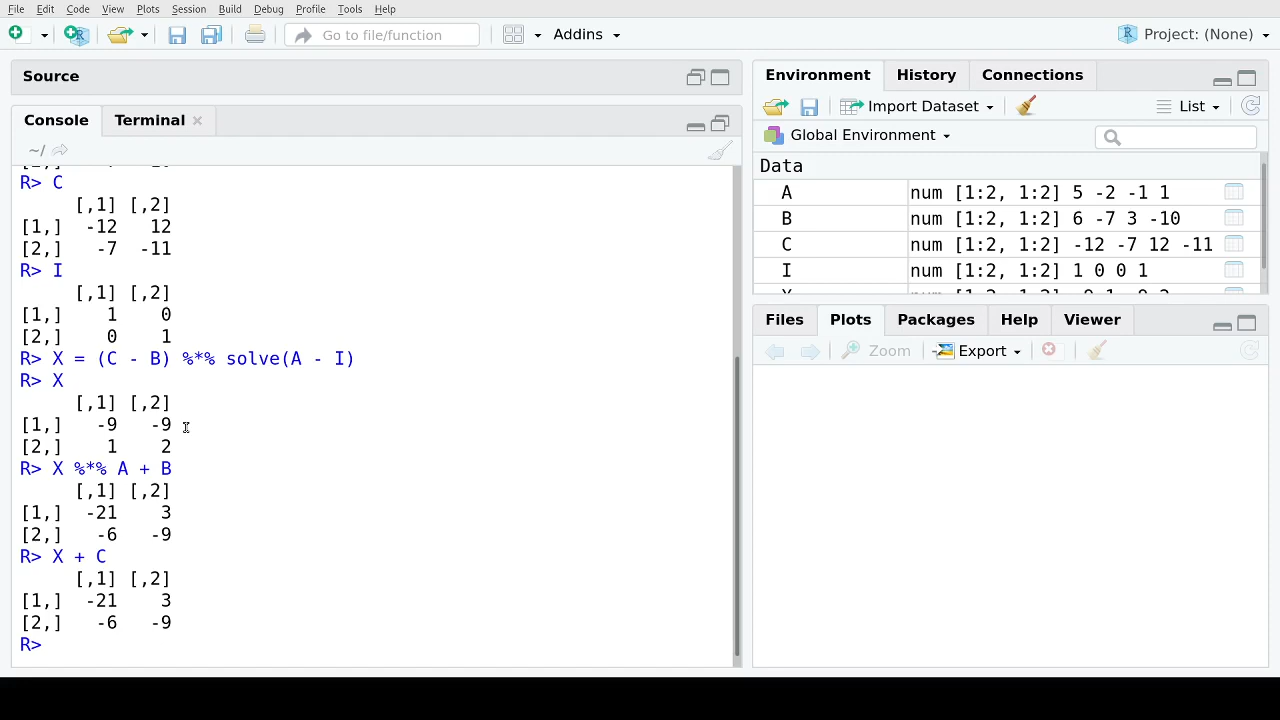 File Edit Code View Plots Session Build Debug Profile Tools Help
Go to file/function Addins Project: (None)
Source
Console Terminal
~/
R> C
[,1] [,2]
[1,] -12 12
[2,] -7 -11
R> I
[,1] [,2]
[1,] 1 0
[2,] 0 1
R> X = (C - B) %*% solve(A - I)
R> X
[,1] [,2]
[1,] -9 -9
[2,] 1 2
R> X %*% A + B
[,1] [,2]
[1,] -21 3
[2,] -6 -9
R> X + C
[,1] [,2]
[1,] -21 3
[2,] -6 -9
R>
Environment History Connections
Import Dataset List
Global Environment
Data
A num [1:2, 1:2] 5 -2 -1 1
B num [1:2, 1:2] 6 -7 3 -10
C num [1:2, 1:2] -12 -7 12 -11
I num [1:2, 1:2] 1 0 0 1
Files Plots Packages Help Viewer
Zoom Export